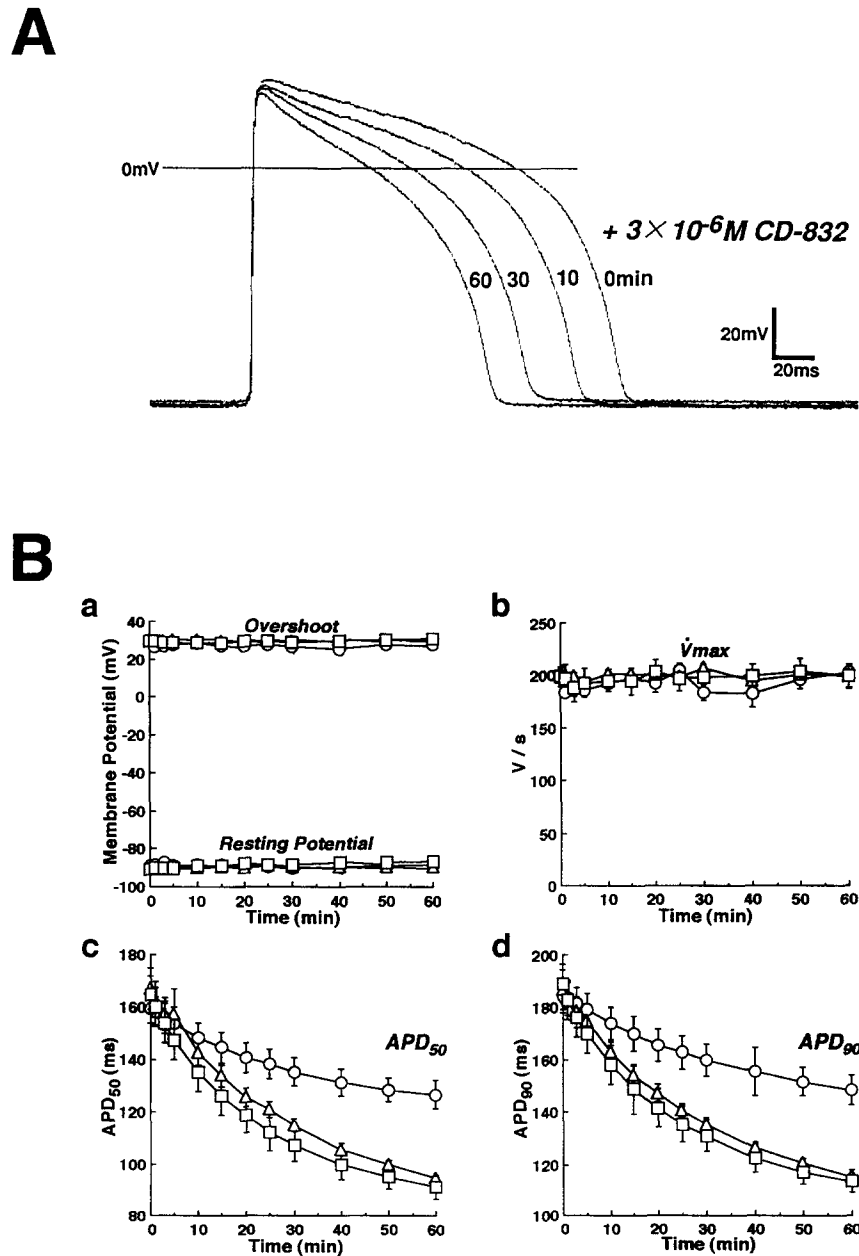 A
0mV
+ 3×10⁻⁶M CD-832
60 30 10 0min
20mV
20ms
B
a
Overshoot
Resting Potential
Membrane Potential (mV)
40
20
0
-20
-40
-60
-80
-100
0 10 20 30 40 50 60
Time (min)
b
V̇max
V / s
250
200
150
100
50
0
0 10 20 30 40 50 60
Time (min)
c
APD₅₀
APD₅₀ (ms)
180
160
140
120
100
80
0 10 20 30 40 50 60
Time (min)
d
APD₉₀
APD₉₀ (ms)
200
180
160
140
120
100
0 10 20 30 40 50 60
Time (min)